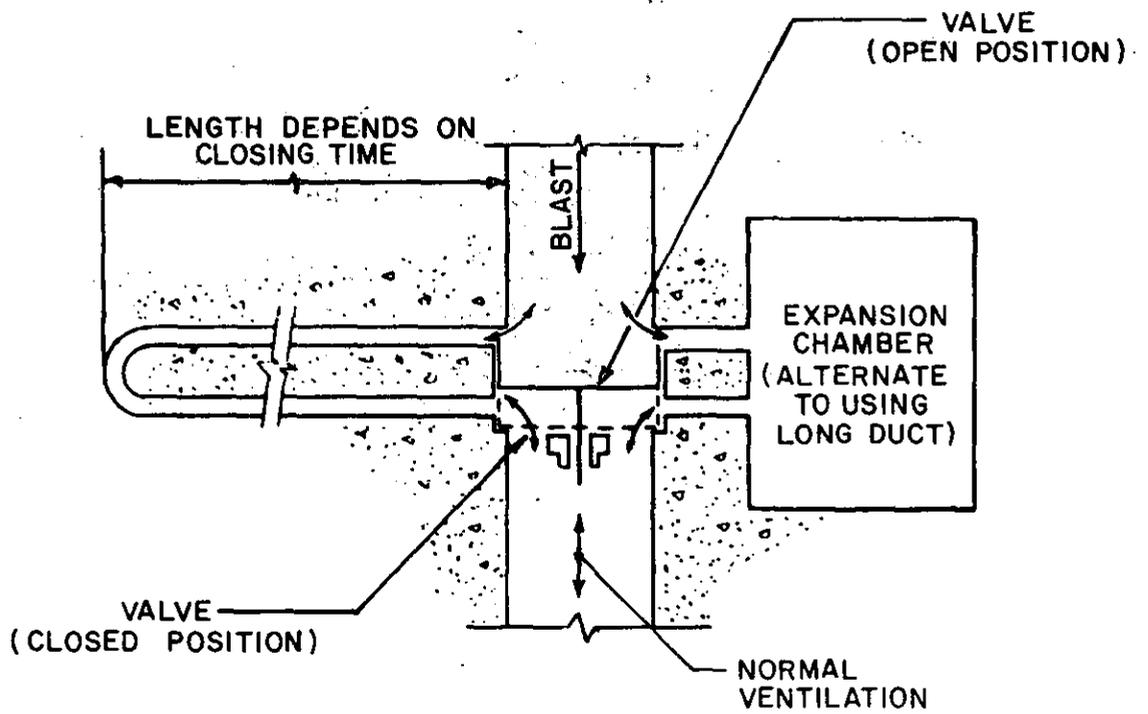 VALVE
(OPEN POSITION)
LENGTH DEPENDS ON
CLOSING TIME
BLAST
EXPANSION
CHAMBER
(ALTERNATE
TO USING
LONG DUCT)
VALVE
(CLOSED POSITION)
NORMAL
VENTILATION